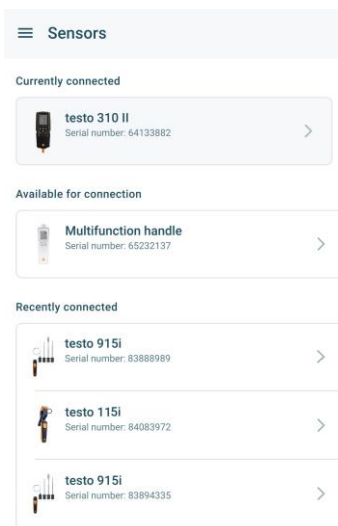 Sensors
Currently connected
testo 310 II
Serial number: 64133882
Available for connection
Multifunction handle
Serial number: 65232137
Recently connected
testo 915i
Serial number: 83888989
testo 115i
Serial number: 84083972
testo 915i
Serial number: 83894335